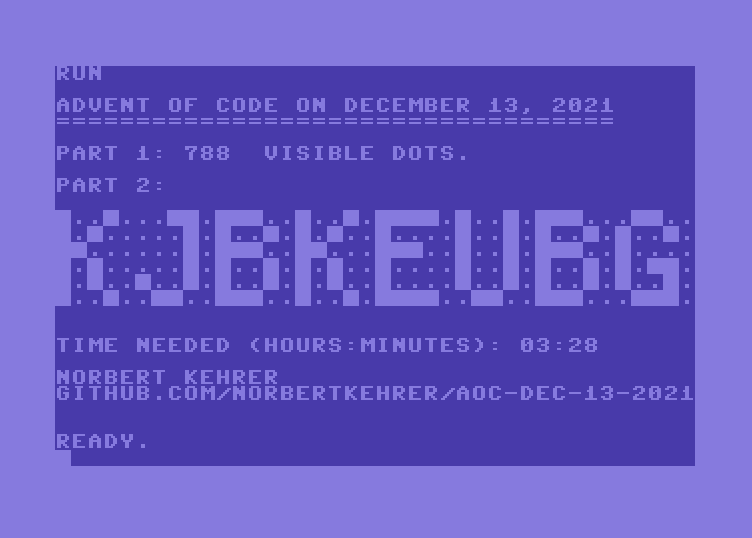 RUN
ADVENT OF CODE ON DECEMBER 13, 2021
===================================
PART 1: 788  VISIBLE DOTS.
PART 2:
KJBKEUBG
TIME NEEDED (HOURS:MINUTES): 03:28
NORBERT KEHRER
GITHUB.COM/NORBERTKEHRER/AOC-DEC-13-2021
READY.